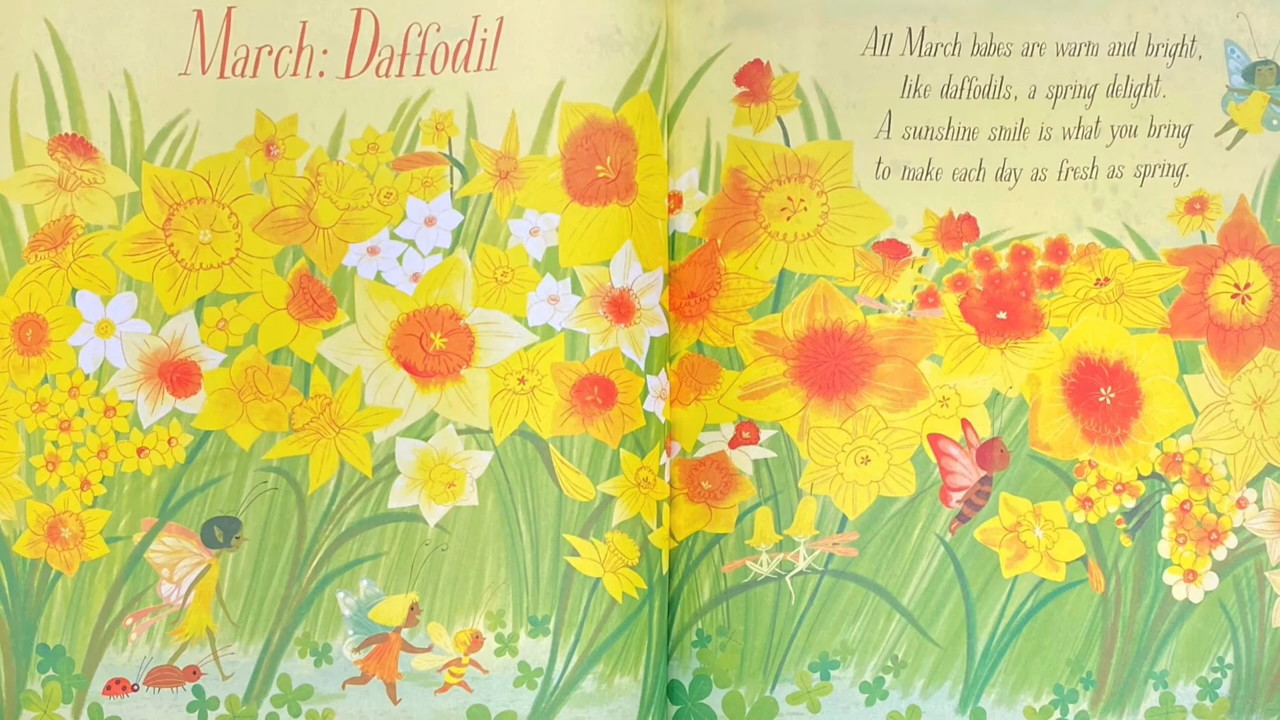 March: Daffodil
All March babes are warm and bright,
like daffodils, a spring delight.
A sunshine smile is what you bring
to make each day as fresh as spring.